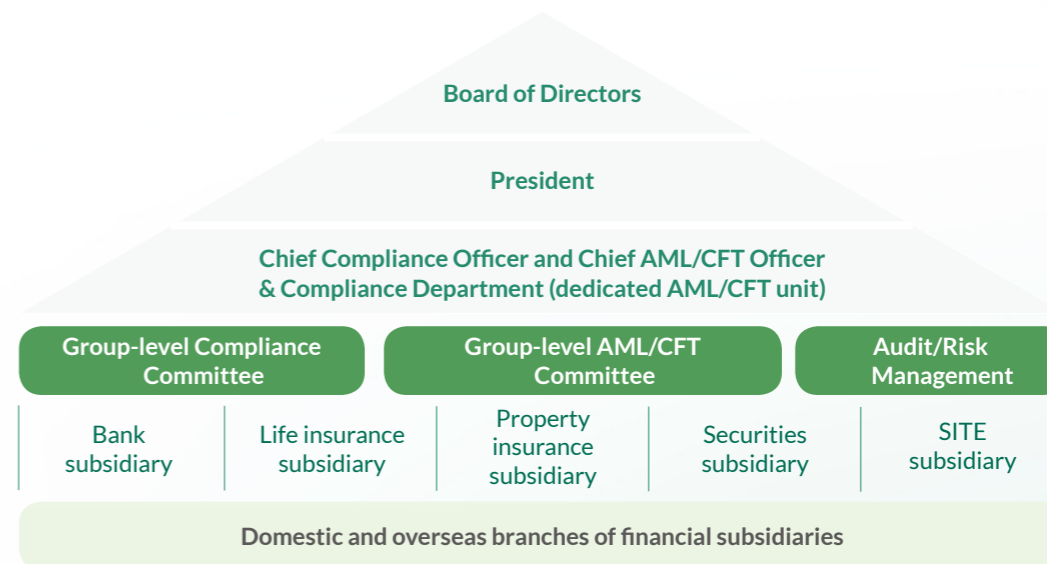 Board of Directors
President
Chief Compliance Officer and Chief AML/CFT Officer
& Compliance Department (dedicated AML/CFT unit)
Group-level Compliance
Committee
Group-level AML/CFT
Committee
Audit/Risk
Management
Bank
subsidiary
Life insurance
subsidiary
Property
insurance
subsidiary
Securities
subsidiary
SITE
subsidiary
Domestic and overseas branches of financial subsidiaries